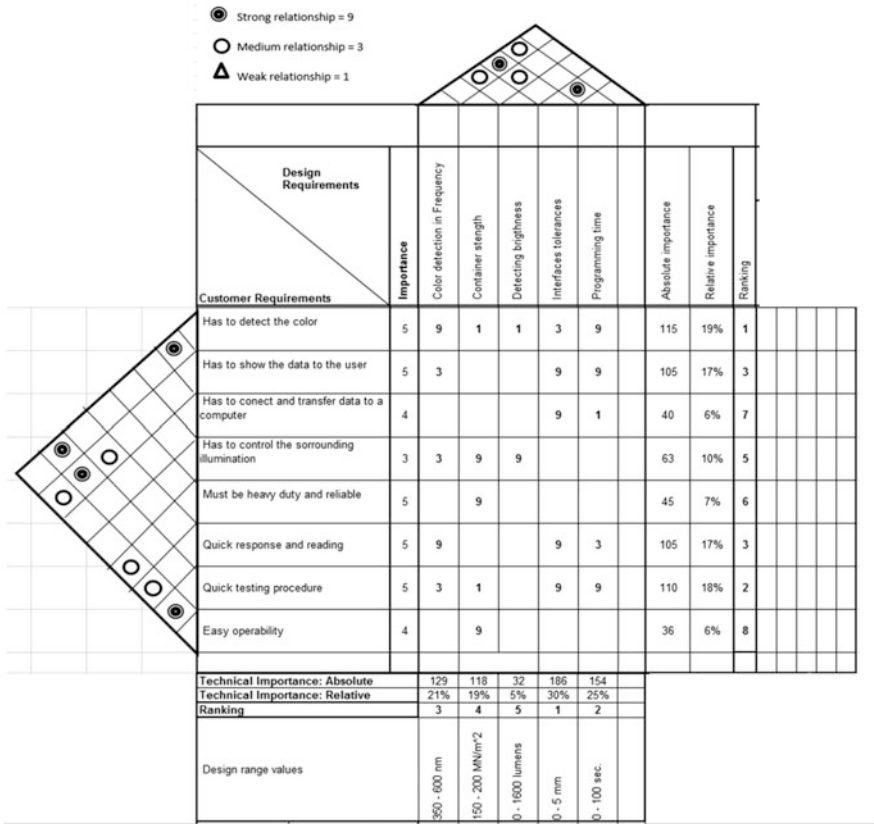 Strong relationship = 9
Medium relationship = 3
Weak relationship = 1
Design
Requirements
Customer Requirements
Importance
Color detection in Frequency
Container stength
Detecting brigthness
Interfaces tolerances
Programming time
Absolute importance
Relative importance
Ranking
Has to detect the color 5 9 1 1 3 9 115 19% 1
Has to show the data to the user 5 3 9 9 105 17% 3
Has to conect and transfer data to a
computer 4 9 1 40 6% 7
Has to control the sorrounding
illumination 3 3 9 9 63 10% 5
Must be heavy duty and reliable 5 9 45 7% 6
Quick response and reading 5 9 9 3 105 17% 3
Quick testing procedure 5 3 1 9 9 110 18% 2
Easy operability 4 9 36 6% 8
Technical Importance: Absolute 129 118 32 186 154
Technical Importance: Relative 21% 19% 5% 30% 25%
Ranking 3 4 5 1 2
Design range values
350 - 600 nm
150 - 200 MN/m^2
0 - 1600 lumens
0 - 5 mm
0 - 100 sec.